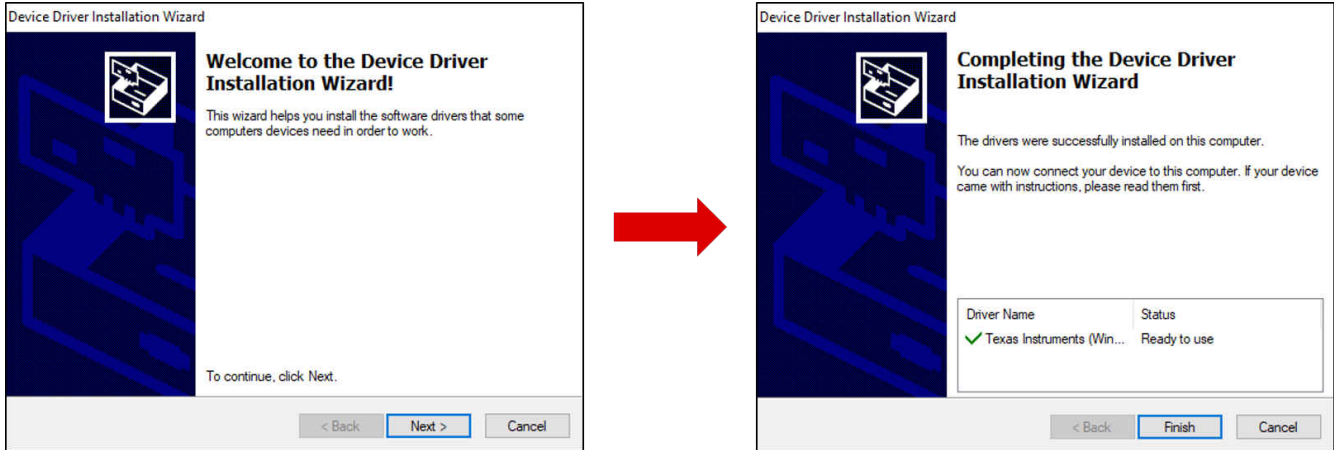 Device Driver Installation Wizard
Welcome to the Device Driver
Installation Wizard!
This wizard helps you install the software drivers that some
computers devices need in order to work.
To continue, click Next.
< Back
Next >
Cancel
Device Driver Installation Wizard
Completing the Device Driver
Installation Wizard
The drivers were successfully installed on this computer.
You can now connect your device to this computer. If your device
came with instructions, please read them first.
Driver Name Status
Texas Instruments (Win... Ready to use
< Back
Finish
Cancel